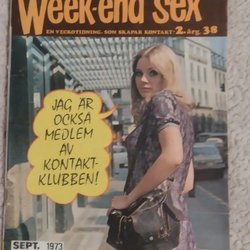 Week-end sex
EN VECKOTIDNING, SOM SKAPAR KONTAKT • 2. årg. 38
JAG ÄR
OCKSA
MEDLEM
AV
KONTAKT-
KLUBBEN!
SEPT. 1973